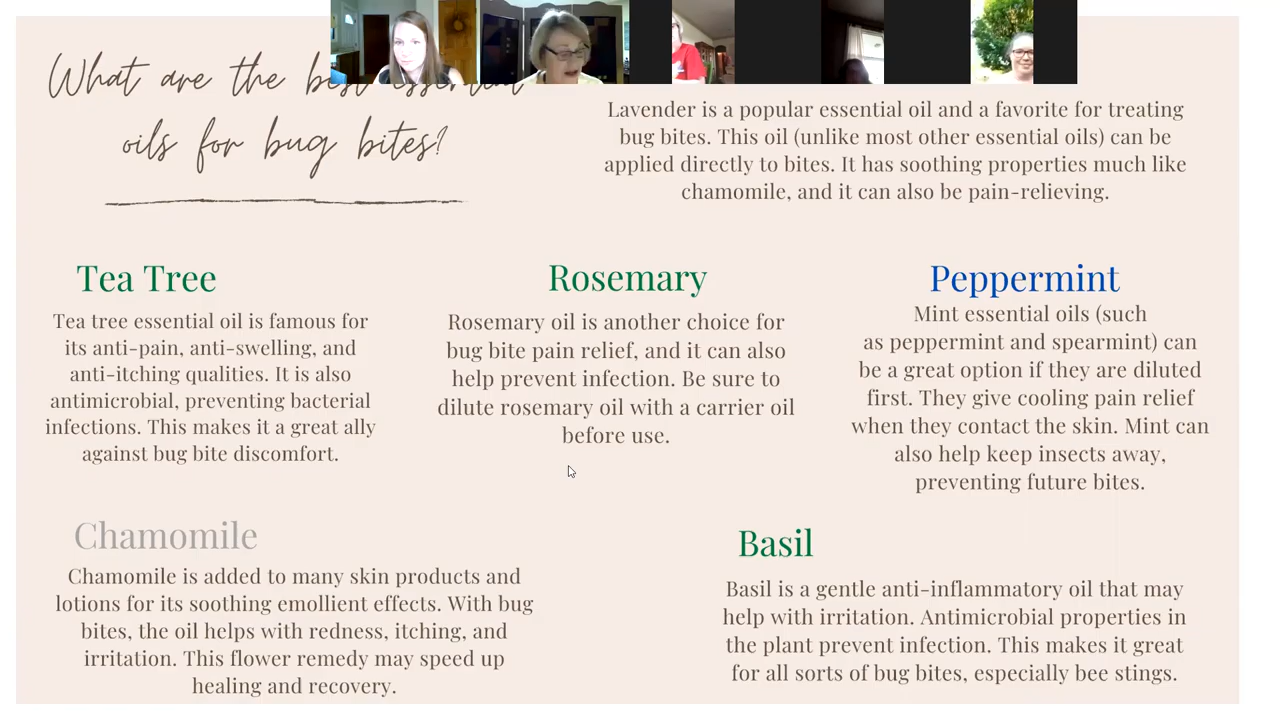 What are the best essential
oils for bug bites?
Lavender is a popular essential oil and a favorite for treating
bug bites. This oil (unlike most other essential oils) can be
applied directly to bites. It has soothing properties much like
chamomile, and it can also be pain-relieving.
Tea Tree
Tea tree essential oil is famous for
its anti-pain, anti-swelling, and
anti-itching qualities. It is also
antimicrobial, preventing bacterial
infections. This makes it a great ally
against bug bite discomfort.
Rosemary
Rosemary oil is another choice for
bug bite pain relief, and it can also
help prevent infection. Be sure to
dilute rosemary oil with a carrier oil
before use.
Peppermint
Mint essential oils (such
as peppermint and spearmint) can
be a great option if they are diluted
first. They give cooling pain relief
when they contact the skin. Mint can
also help keep insects away,
preventing future bites.
Chamomile
Chamomile is added to many skin products and
lotions for its soothing emollient effects. With bug
bites, the oil helps with redness, itching, and
irritation. This flower remedy may speed up
healing and recovery.
Basil
Basil is a gentle anti-inflammatory oil that may
help with irritation. Antimicrobial properties in
the plant prevent infection. This makes it great
for all sorts of bug bites, especially bee stings.